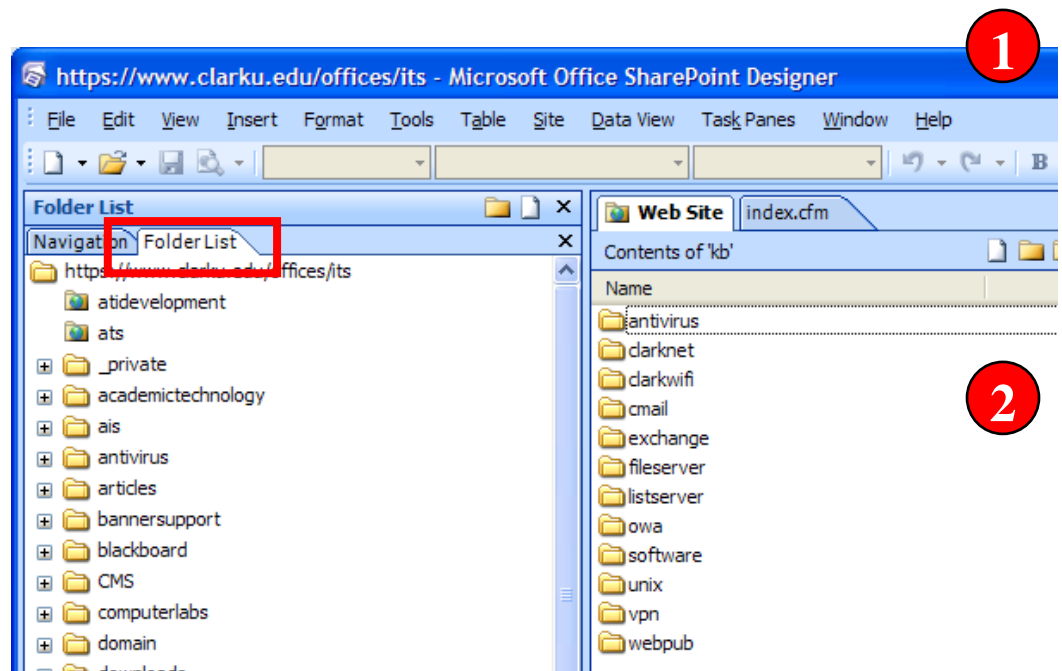 1
https://www.clarku.edu/offices/its - Microsoft Office SharePoint Designer
File Edit View Insert Format Tools Table Site Data View Task Panes Window Help
B
Folder List
Navigation Folder List
https://www.clarku.edu/offices/its
atidevelopment
ats
_private
academictechnology
ais
antivirus
articles
bannersupport
blackboard
CMS
computerlabs
domain
downloads
Web Site index.cfm
Contents of 'kb'
Name
antivirus
clarknet
clarkwifi
cmail
exchange
fileserver
listserver
owa
software
unix
vpn
webpub
2